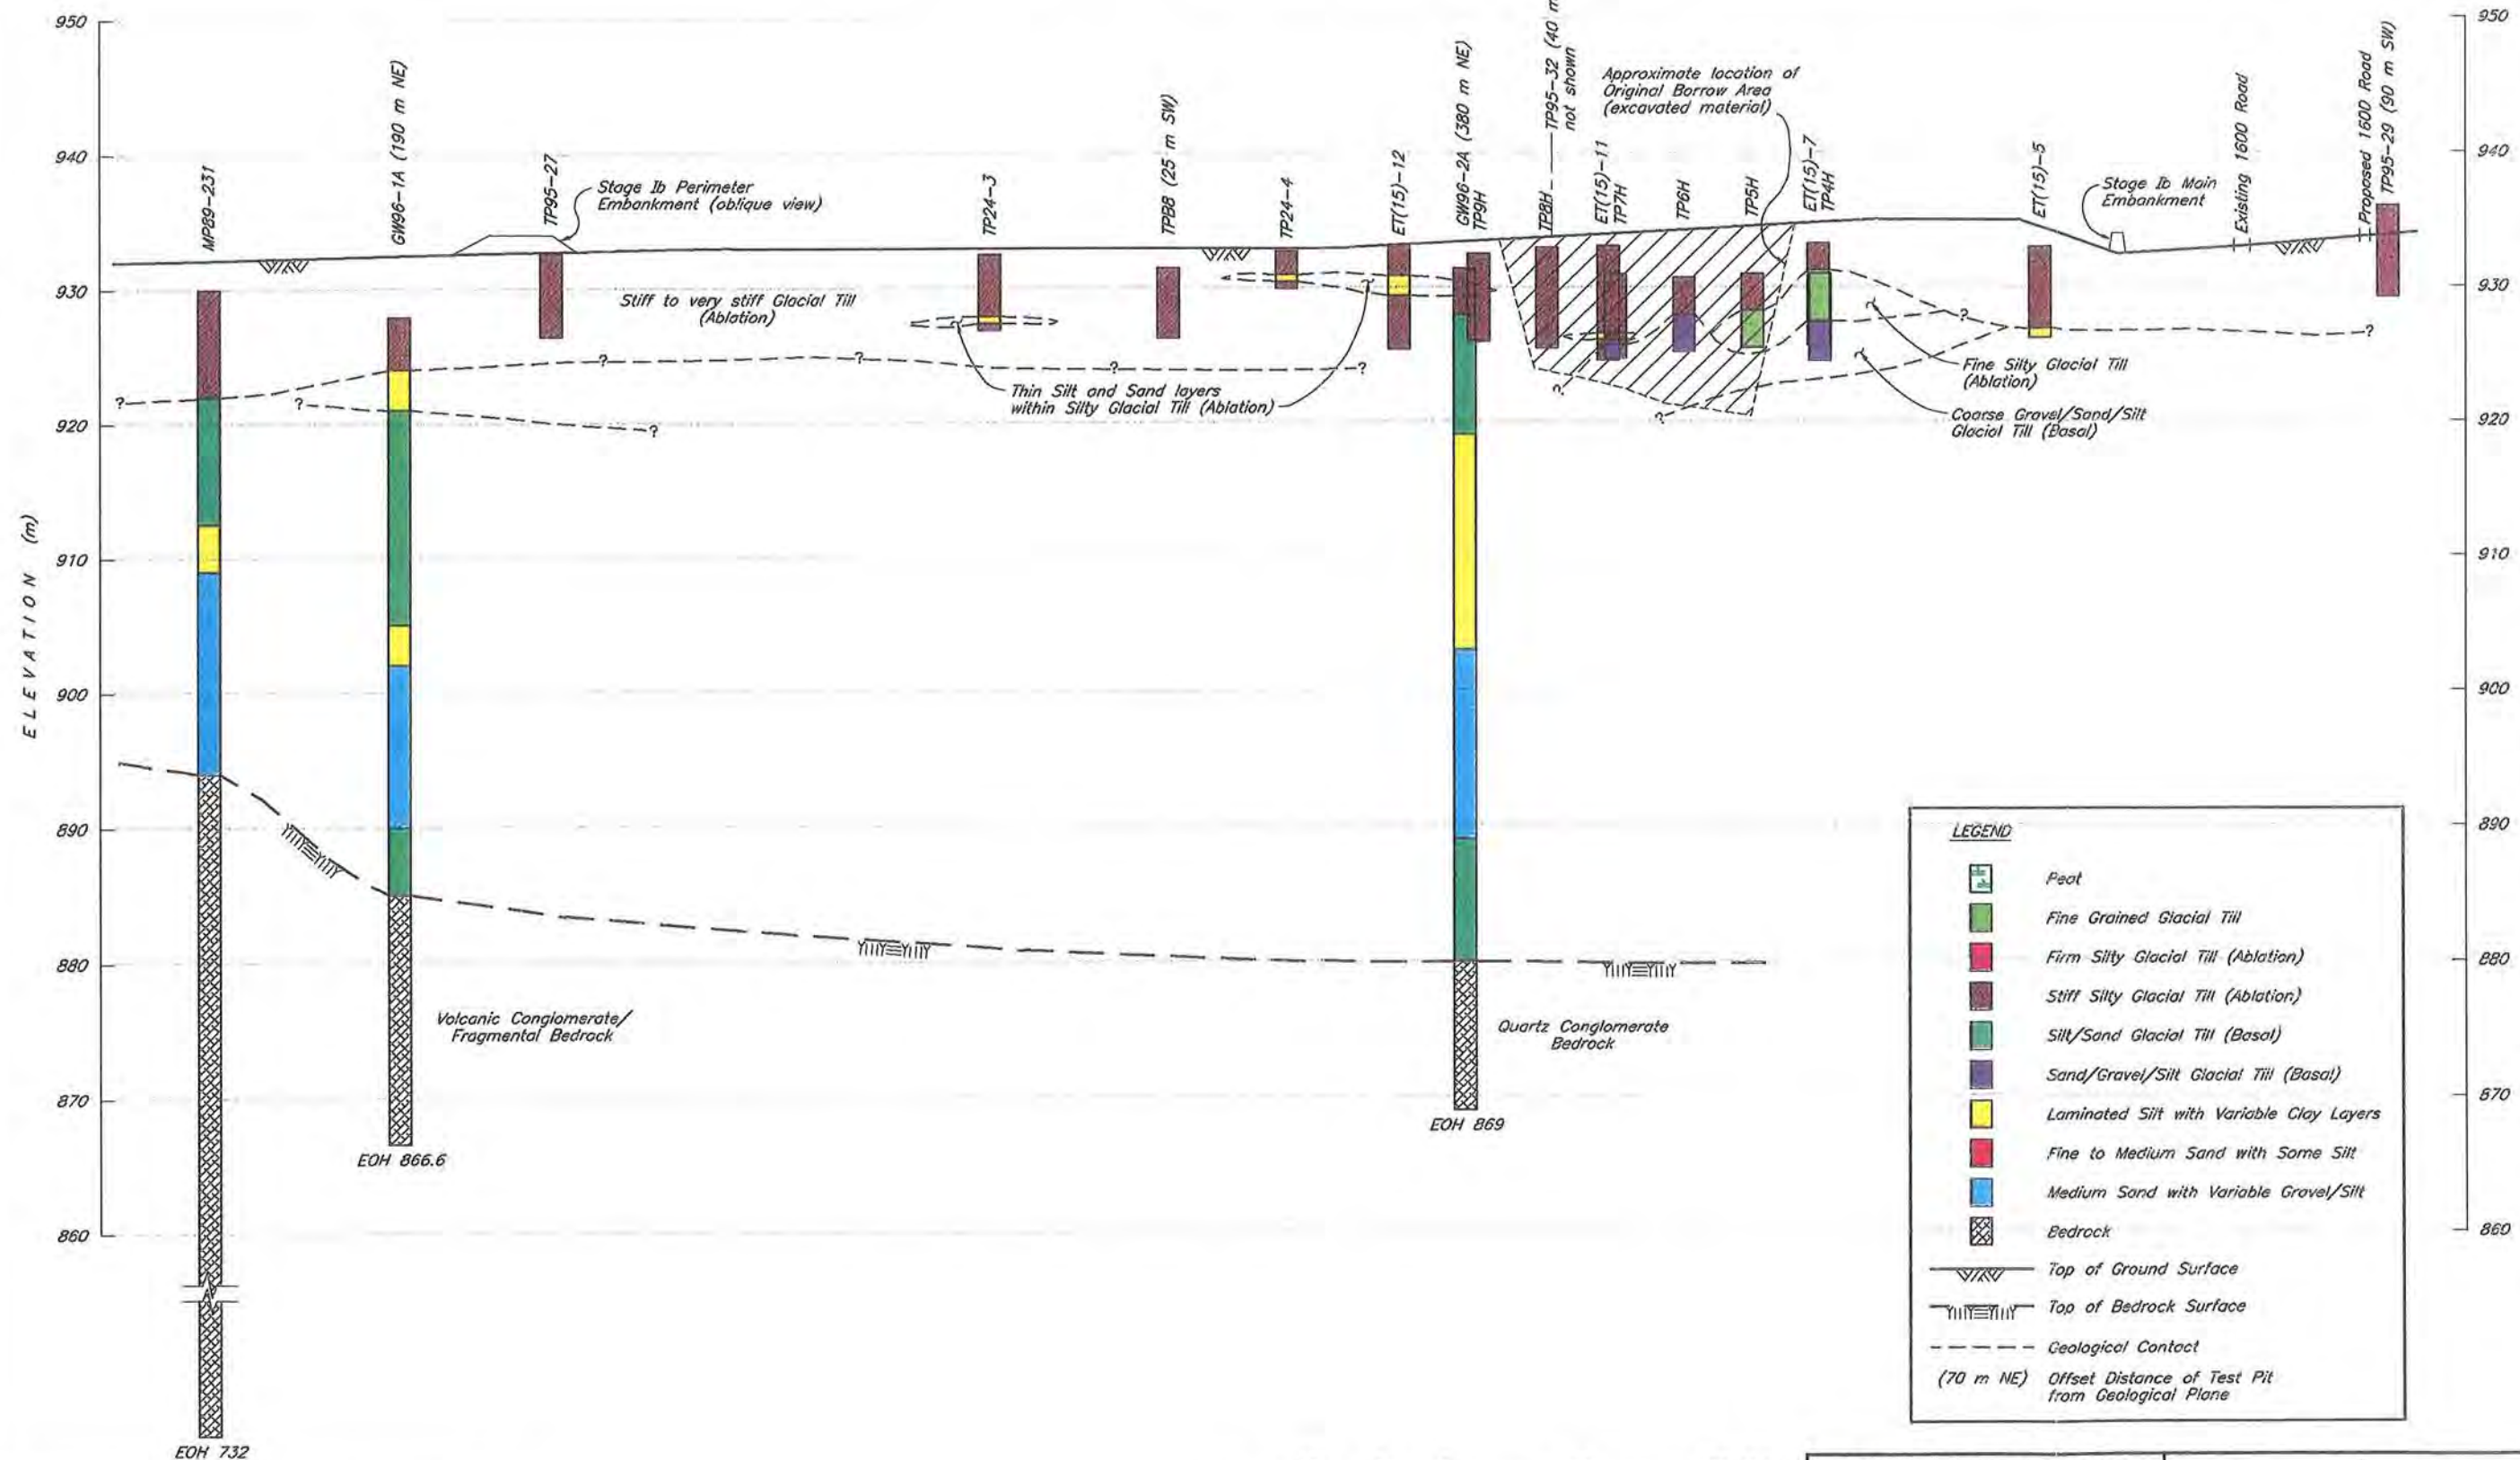 950
940
930
920
910
900
890
880
870
860
ELEVATION (m)
MP89-231
GW96-1A (190 m NE)
TP95-27
Stage Ib Perimeter
Embankment (oblique view)
Stiff to very stiff Glacial Till
(Ablation)
TP24-3
TPB8 (25 m SW)
TP24-4
ET(15)-12
GW96-2A (380 m NE)
TP9H
TP8H
TP95-32 (40 m
not shown
ET(15)-11
TP7H
Approximate location of
Original Borrow Area
(excavated material)
TP6H
TP5H
ET(15)-7
TP4H
ET(15)-5
Stage Ib Main
Embankment
Existing 1600 Road
Proposed 1600 Road
TP95-29 (90 m SW)
950
940
930
920
910
900
890
880
870
860
?
?
?
?
?
?
?
?
?
?
?
Thin Silt and Sand layers
within Silty Glacial Till (Ablation)
Fine Silty Glacial Till
(Ablation)
Coarse Gravel/Sand/Silt
Glacial Till (Basal)
Volcanic Conglomerate/
Fragmental Bedrock
Quartz Conglomerate
Bedrock
EOH 866.6
EOH 869
EOH 732
LEGEND
Peat
Fine Grained Glacial Till
Firm Silty Glacial Till (Ablation)
Stiff Silty Glacial Till (Ablation)
Silt/Sand Glacial Till (Basal)
Sand/Gravel/Silt Glacial Till (Basal)
Laminated Silt with Variable Clay Layers
Fine to Medium Sand with Some Silt
Medium Sand with Variable Gravel/Silt
Bedrock
Top of Ground Surface
Top of Bedrock Surface
Geological Contact
(70 m NE) Offset Distance of Test Pit
from Geological Plane